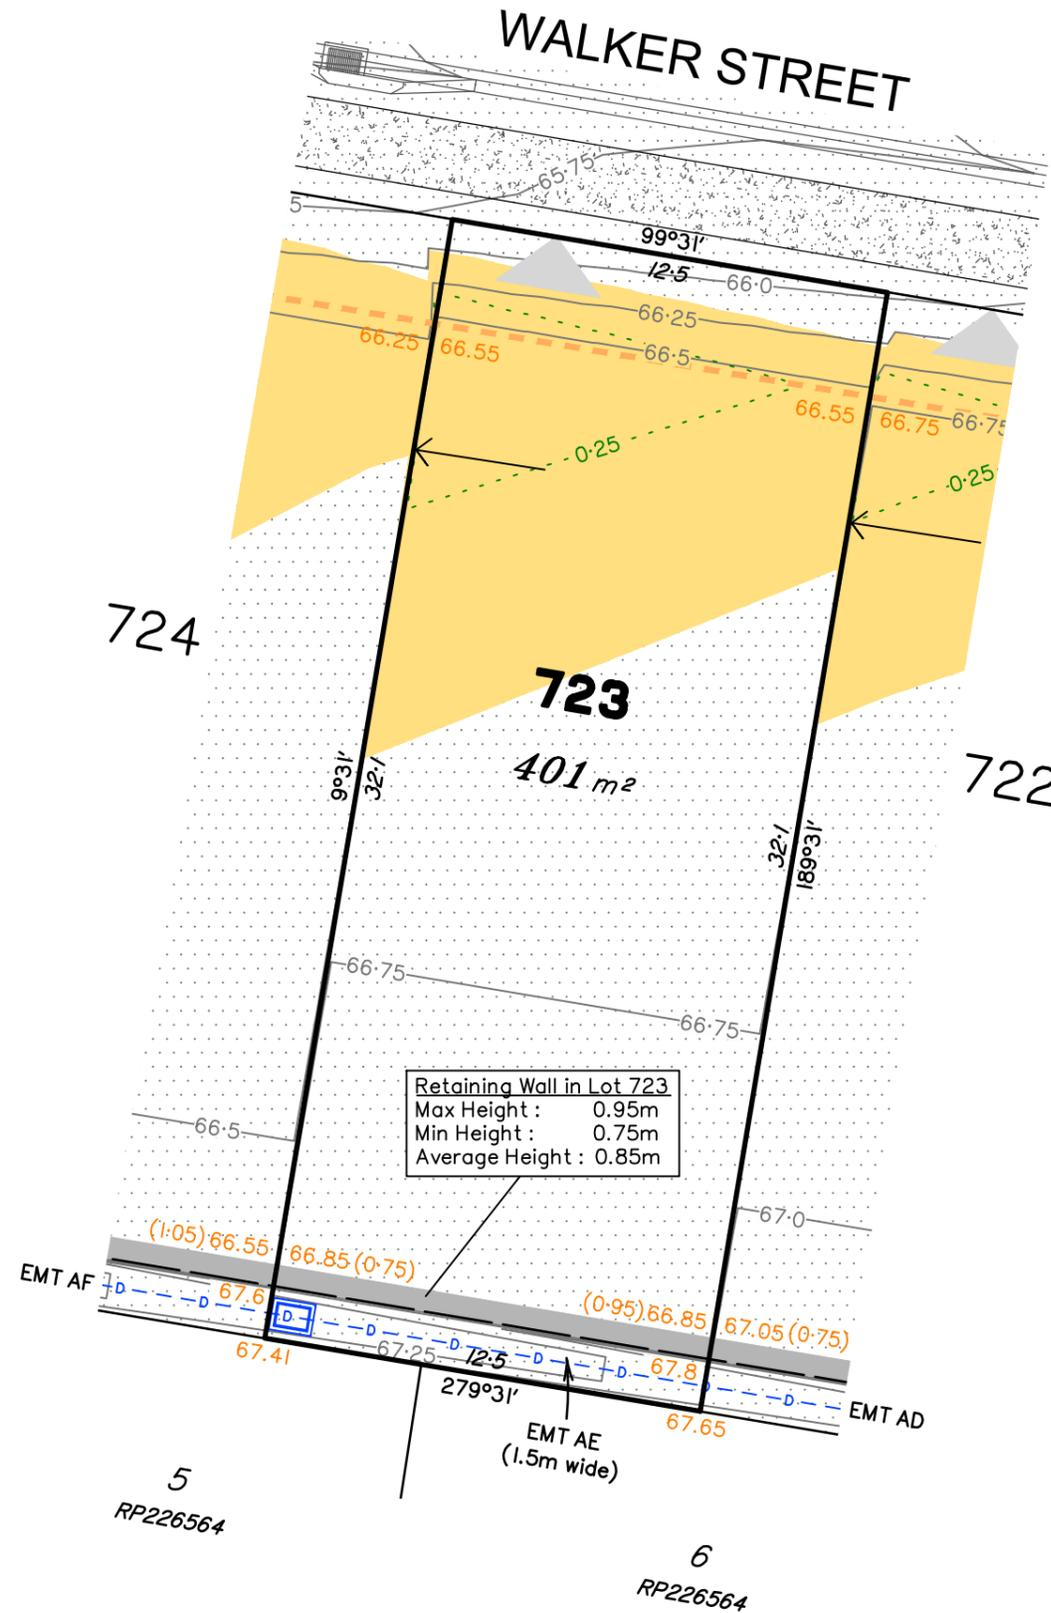 WALKER STREET
65·75
5
99°31'
12·5
66·0
66·25
66.25
66.55
66·5
66.55
66.75
66·75
0·25
0·25
724
723
401 m²
722
9°31'
32·1
32·1
189°31'
66·75
66·75
Retaining Wall in Lot 723
Max Height : 0.95m
Min Height : 0.75m
Average Height : 0.85m
66·5
67·0
(1·05) 66.55
66.85 (0·75)
(0·95) 66.85
67.05 (0·75)
EMT AF
D
D
67.6
D
D
D
D
D
D
67.8
67.41
67·25
12·5
279°31'
EMT AD
67.65
EMT AE
(1.5m wide)
5
RP226564
6
RP226564